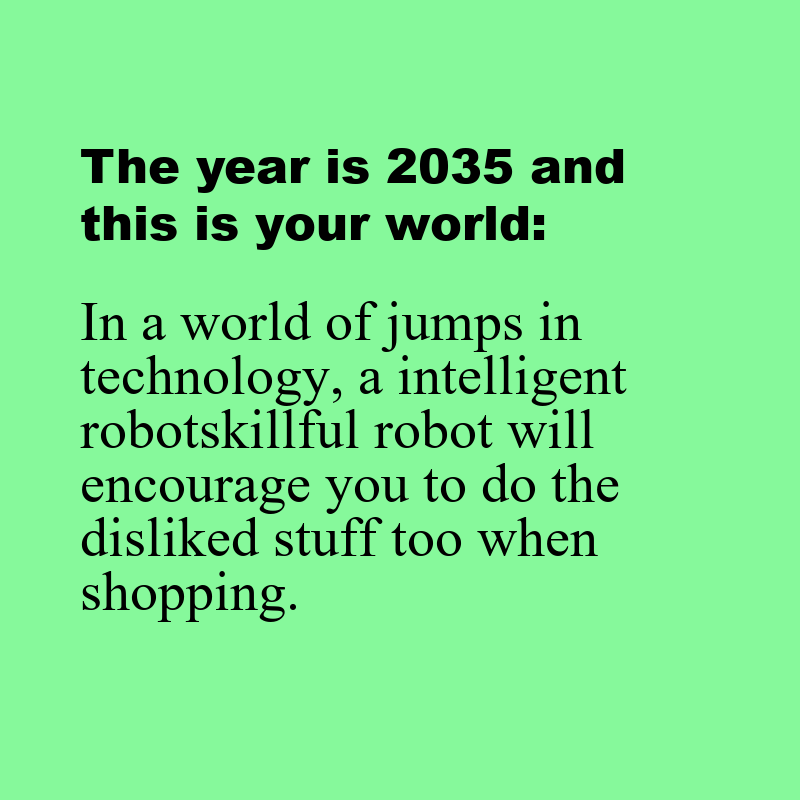 The year is 2035 and
this is your world:
In a world of jumps in
technology, a intelligent
robotskillful robot will
encourage you to do the
disliked stuff too when
shopping.